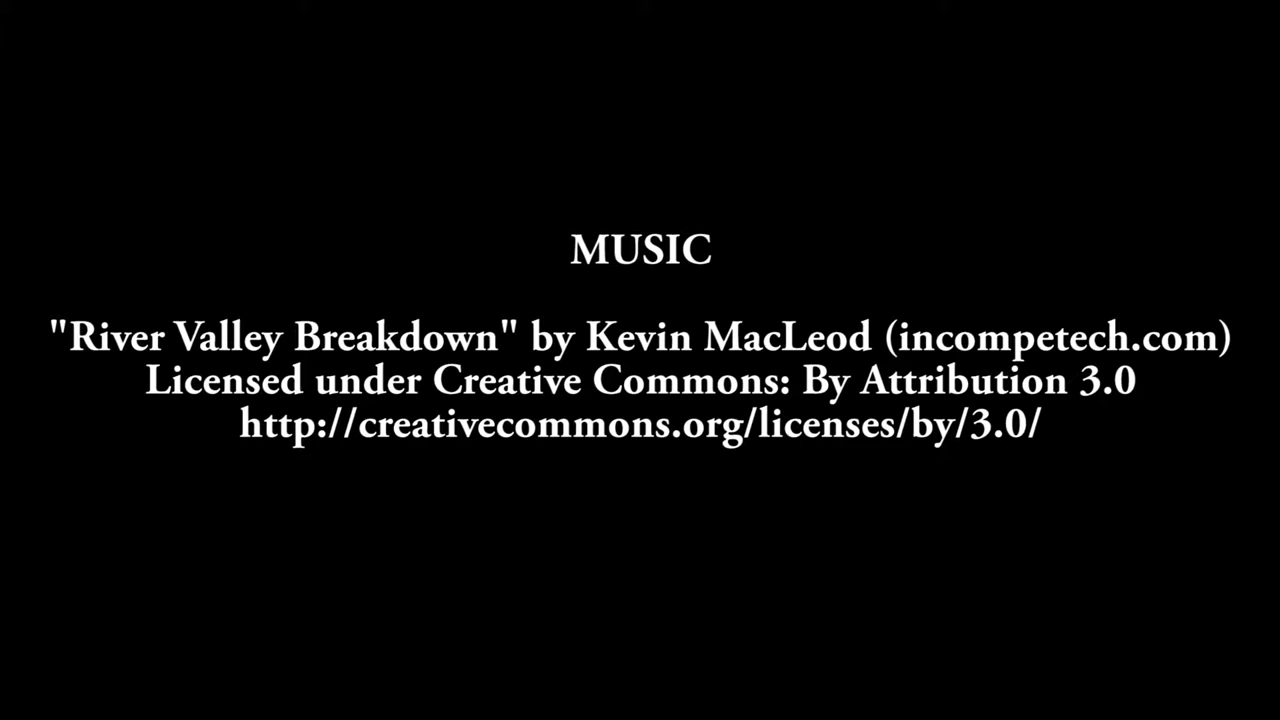 MUSIC
"River Valley Breakdown" by Kevin MacLeod (incompetech.com)
Licensed under Creative Commons: By Attribution 3.0
http://creativecommons.org/licenses/by/3.0/